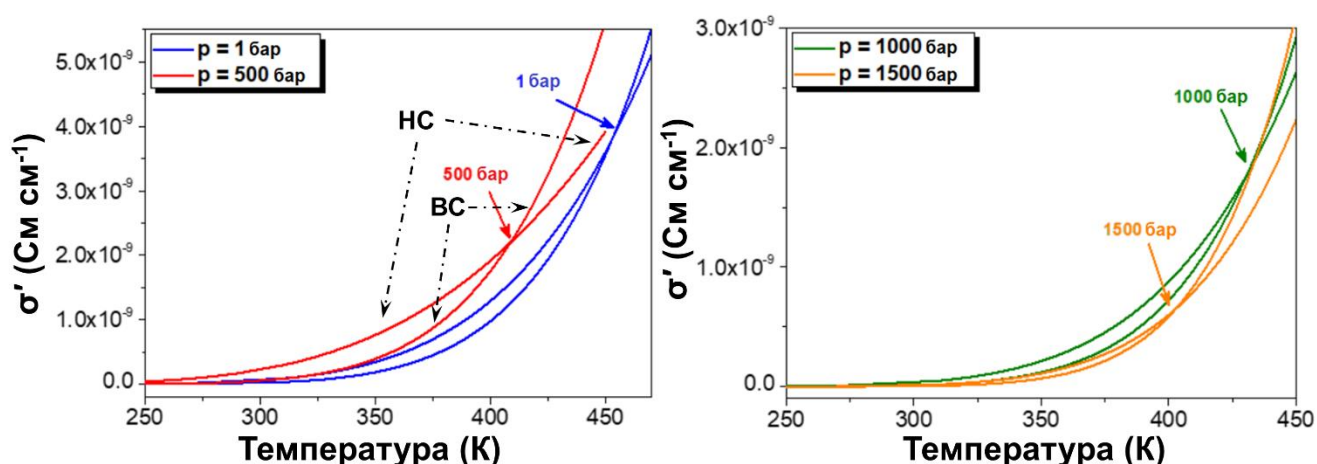 p = 1 бар
p = 500 бар
5.0x10⁻⁹
4.0x10⁻⁹
3.0x10⁻⁹
2.0x10⁻⁹
1.0x10⁻⁹
0.0
σ′ (См см⁻¹)
1 бар
НС
500 бар
ВС
250 300 350 400 450
Температура (К)
p = 1000 бар
p = 1500 бар
3.0x10⁻⁹
2.0x10⁻⁹
1.0x10⁻⁹
0.0
σ′ (См см⁻¹)
1000 бар
1500 бар
250 300 350 400 450
Температура (К)